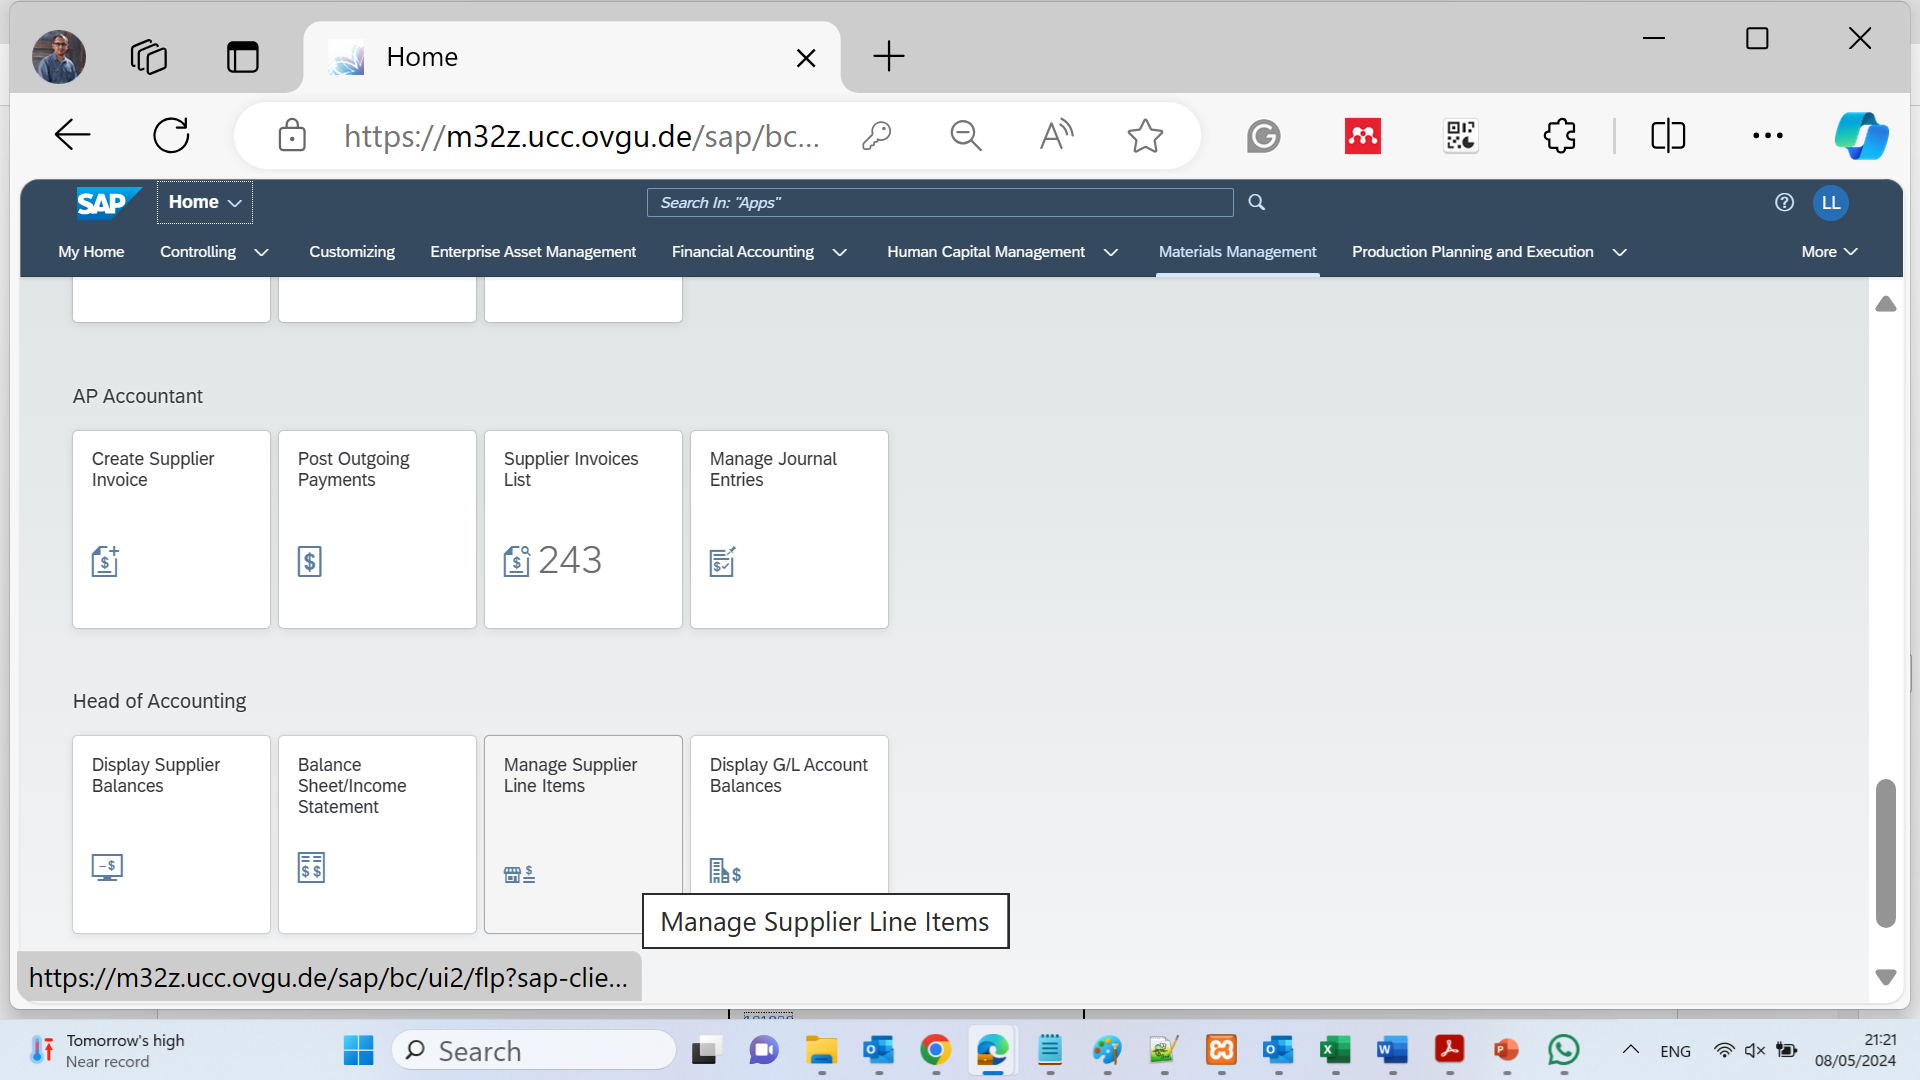 Home
https://m32z.ucc.ovgu.de/sap/bc...
SAP
Home
Search In: "Apps"
LL
My Home
Controlling
Customizing
Enterprise Asset Management
Financial Accounting
Human Capital Management
Materials Management
Production Planning and Execution
More
AP Accountant
Create Supplier
Invoice
Post Outgoing
Payments
Supplier Invoices
List
Manage Journal
Entries
243
Head of Accounting
Display Supplier
Balances
Balance
Sheet/Income
Statement
Manage Supplier
Line Items
Display G/L Account
Balances
Manage Supplier Line Items
https://m32z.ucc.ovgu.de/sap/bc/ui2/flp?sap-clie...
Tomorrow's high
Near record
Search
ENG
21:21
08/05/2024